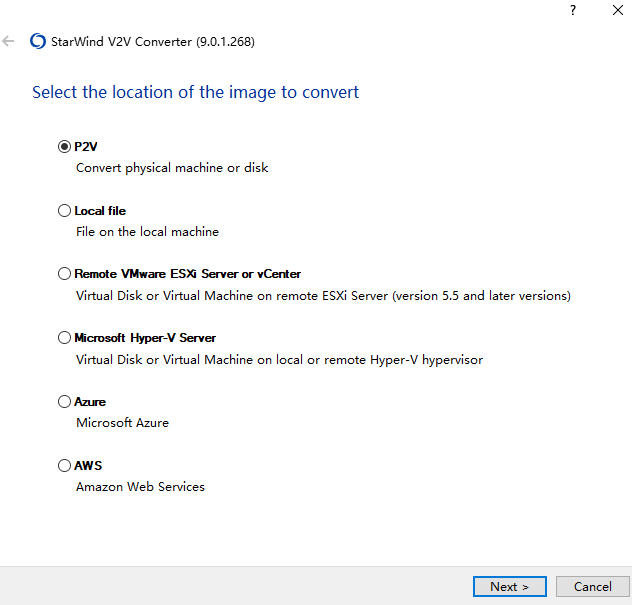 ?
StarWind V2V Converter (9.0.1.268)
Select the location of the image to convert
P2V
Convert physical machine or disk
Local file
File on the local machine
Remote VMware ESXi Server or vCenter
Virtual Disk or Virtual Machine on remote ESXi Server (version 5.5 and later versions)
Microsoft Hyper-V Server
Virtual Disk or Virtual Machine on local or remote Hyper-V hypervisor
Azure
Microsoft Azure
AWS
Amazon Web Services
Next >
Cancel